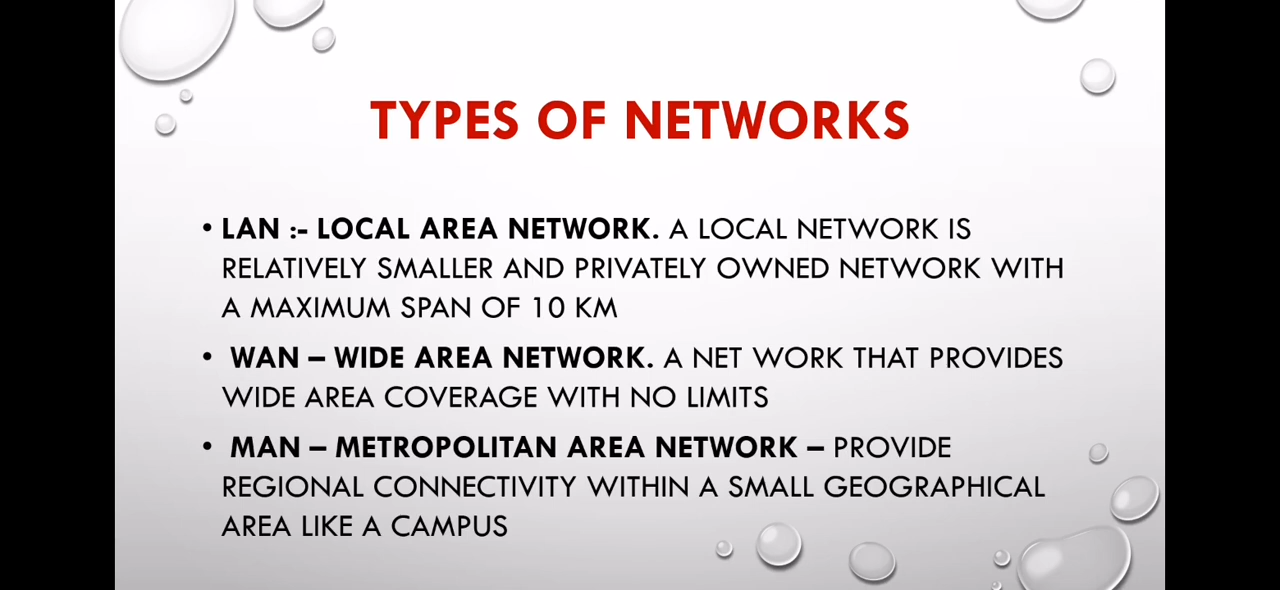 TYPES OF NETWORKS
• LAN :- LOCAL AREA NETWORK. A LOCAL NETWORK IS
RELATIVELY SMALLER AND PRIVATELY OWNED NETWORK WITH
A MAXIMUM SPAN OF 10 KM
• WAN – WIDE AREA NETWORK. A NET WORK THAT PROVIDES
WIDE AREA COVERAGE WITH NO LIMITS
• MAN – METROPOLITAN AREA NETWORK – PROVIDE
REGIONAL CONNECTIVITY WITHIN A SMALL GEOGRAPHICAL
AREA LIKE A CAMPUS